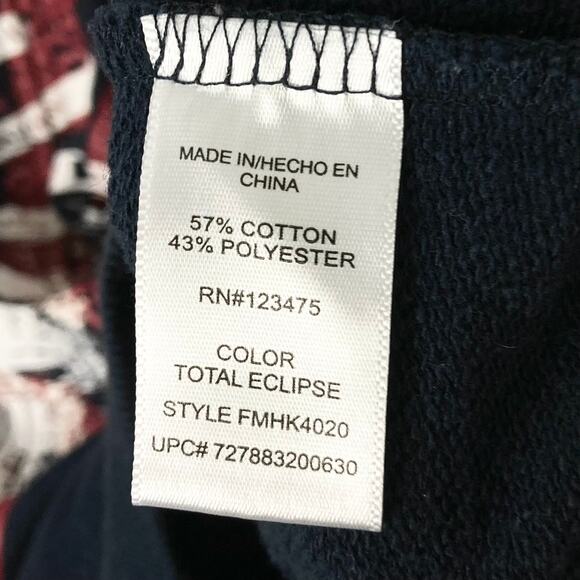 MADE IN/HECHO EN
CHINA
57% COTTON
43% POLYESTER
RN#123475
COLOR
TOTAL ECLIPSE
STYLE FMHK4020
UPC# 727883200630